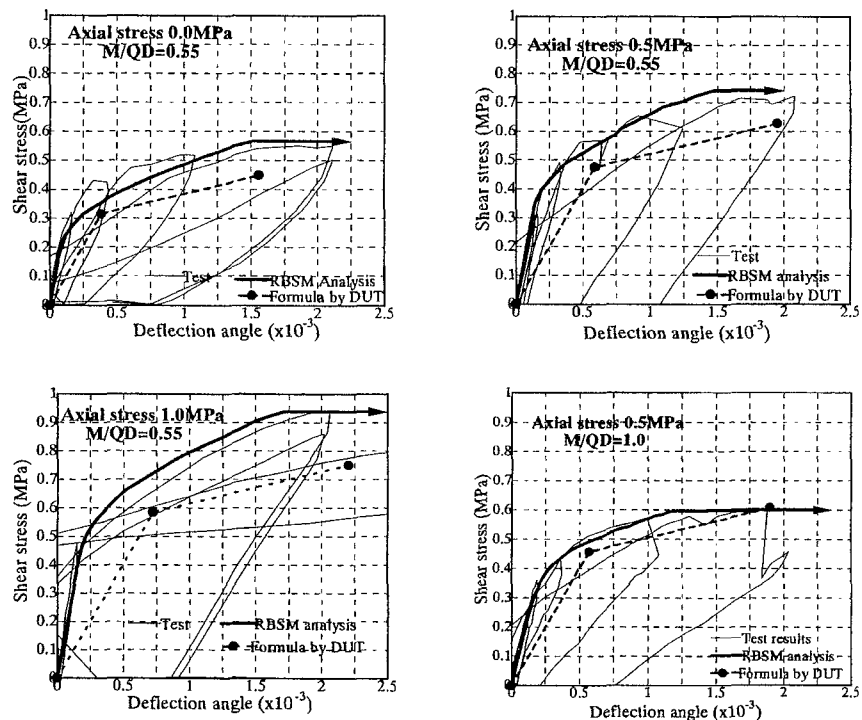 Axial stress 0.0MPa
M/QD=0.55
Shear stress(MPa)
1
0.9
0.8
0.7
0.6
0.5
0.4
0.3
0.2
0.1
0
Test
RBSM Analysis
Formula by DUT
0 0.5 1 1.5 2 2.5
Deflection angle (x10-3)
Axial stress 0.5MPa
M/QD=0.55
Shear stress (MPa)
1
0.9
0.8
0.7
0.6
0.5
0.4
0.3
0.2
0.1
0
Test
RBSM analysis
Formula by DUT
0 0.5 1 1.5 2 2.5
Deflection angle (x10-3)
Axial stress 1.0MPa
M/QD=0.55
Shear stress (MPa)
1
0.9
0.8
0.7
0.6
0.5
0.4
0.3
0.2
0.1
0
Test
RBSM analysis
Formula by DUT
0 0.5 1 1.5 2 2.5
Deflection angle (x10-3)
Axial stress 0.5MPa
M/QD=1.0
Shear stress (MPa)
1
0.9
0.8
0.7
0.6
0.5
0.4
0.3
0.2
0.1
0
Test results
RBSM analysis
Formula by DUT
0 0.5 1 1.5 2 2.5
Deflection angle (x10-3)